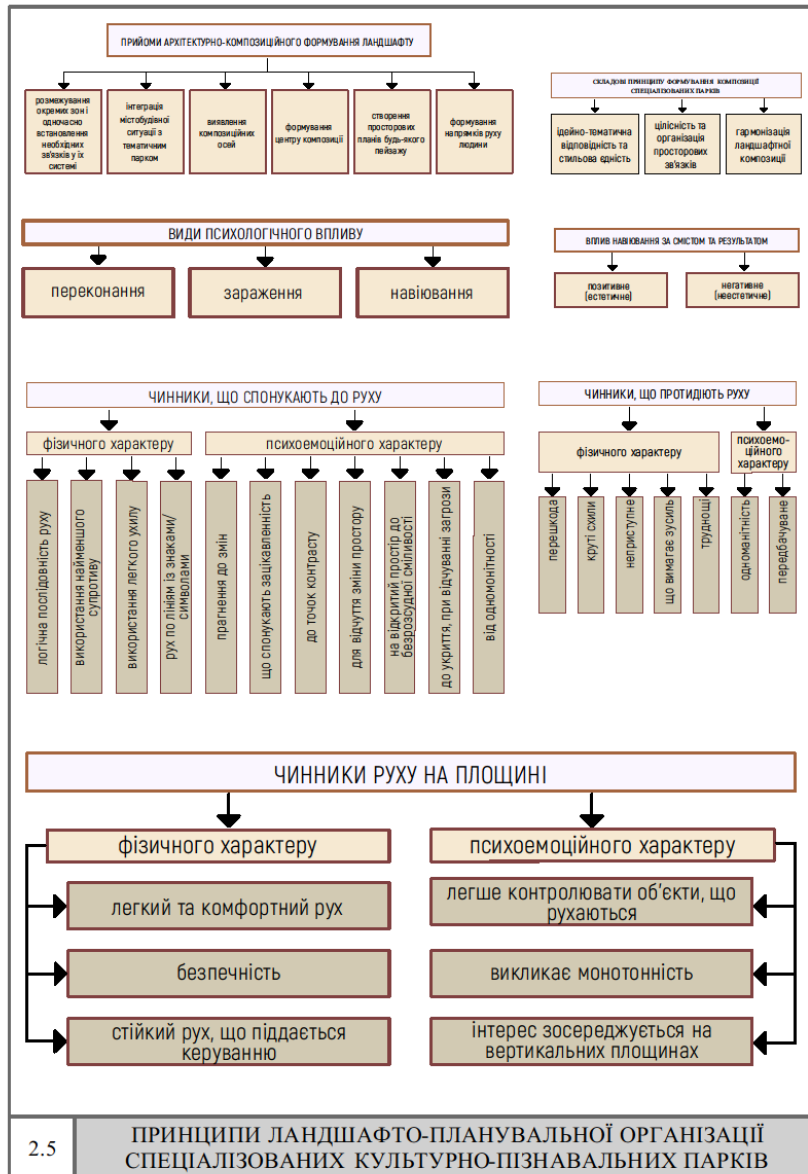 ПРИЙОМИ АРХІТЕКТУРНО-КОМПОЗИЦІЙНОГО ФОРМУВАННЯ ЛАНДШАФТУ
розмежування
окремих зон і
одночасно
встановлення
необхідних
зв'язків у їх
системі
інтеграція
містобудівної
ситуації з
тематичним
парком
виявлення
композиційних
осей
формування
центру композиції
створення
просторових
планів будь-якого
пейзажу
формування
напрямків руху
людини
СКЛАДОВІ ПРИНЦИПУ ФОРМУВАННЯ КОМПОЗИЦІЇ
СПЕЦІАЛІЗОВАНИХ ПАРКІВ
ідейно-тематична
відповідність та
стильова єдність
цілісність та
організація
просторових
зв'язків
гармонізація
ландшафтної
композиції
ВИДИ ПСИХОЛОГІЧНОГО ВПЛИВУ
переконання
зараження
навіювання
ВПЛИВ НАВІЮВАННЯ ЗА СМІСТОМ ТА РЕЗУЛЬТАТОМ
позитивне
(естетичне)
негативне
(неестетичне)
ЧИННИКИ, ЩО СПОНУКАЮТЬ ДО РУХУ
фізичного характеру
психоемоційного характеру
логічна послідовність руху
використання найменшого
супротиву
використання легкого ухилу
рух по лініям із знаками/
символами
прагнення до змін
що спонукають зацікавленність
до точок контрасту
для відчуття зміни простору
на відкритий простір до
безрозсудної сміливості
до укриття, при відчуванні загрози
від одномонітності
ЧИННИКИ, ЩО ПРОТИДІЮТЬ РУХУ
фізичного характеру
психоемо-
ційного
характеру
перешкода
круті схили
неприступне
що вимагає зусиль
труднощі
одноманітність
передбачуване
ЧИННИКИ РУХУ НА ПЛОЩИНІ
фізичного характеру
легкий та комфортний рух
безпечність
стійкий рух, що піддається
керуванню
психоемоційного характеру
легше контролювати об'єкти, що
рухаються
викликає монотонність
інтерес зосереджується на
вертикальних площинах
2.5
ПРИНЦИПИ ЛАНДШАФТО-ПЛАНУВАЛЬНОЇ ОРГАНІЗАЦІЇ
СПЕЦІАЛІЗОВАНИХ КУЛЬТУРНО-ПІЗНАВАЛЬНИХ ПАРКІВ